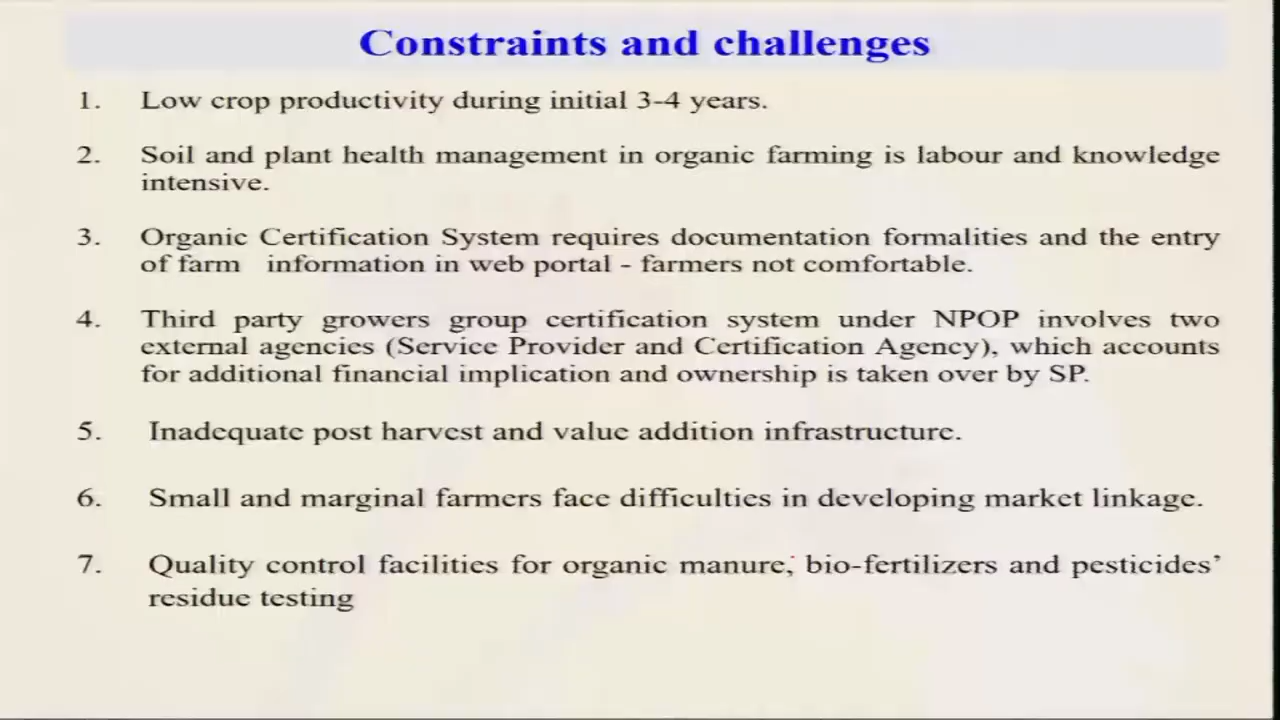 Constraints and challenges
1. Low crop productivity during initial 3-4 years.
2. Soil and plant health management in organic farming is labour and knowledge
intensive.
3. Organic Certification System requires documentation formalities and the entry
of farm information in web portal - farmers not comfortable.
4. Third party growers group certification system under NPOP involves two
external agencies (Service Provider and Certification Agency), which accounts
for additional financial implication and ownership is taken over by SP.
5. Inadequate post harvest and value addition infrastructure.
6. Small and marginal farmers face difficulties in developing market linkage.
7. Quality control facilities for organic manure, bio-fertilizers and pesticides’
residue testing